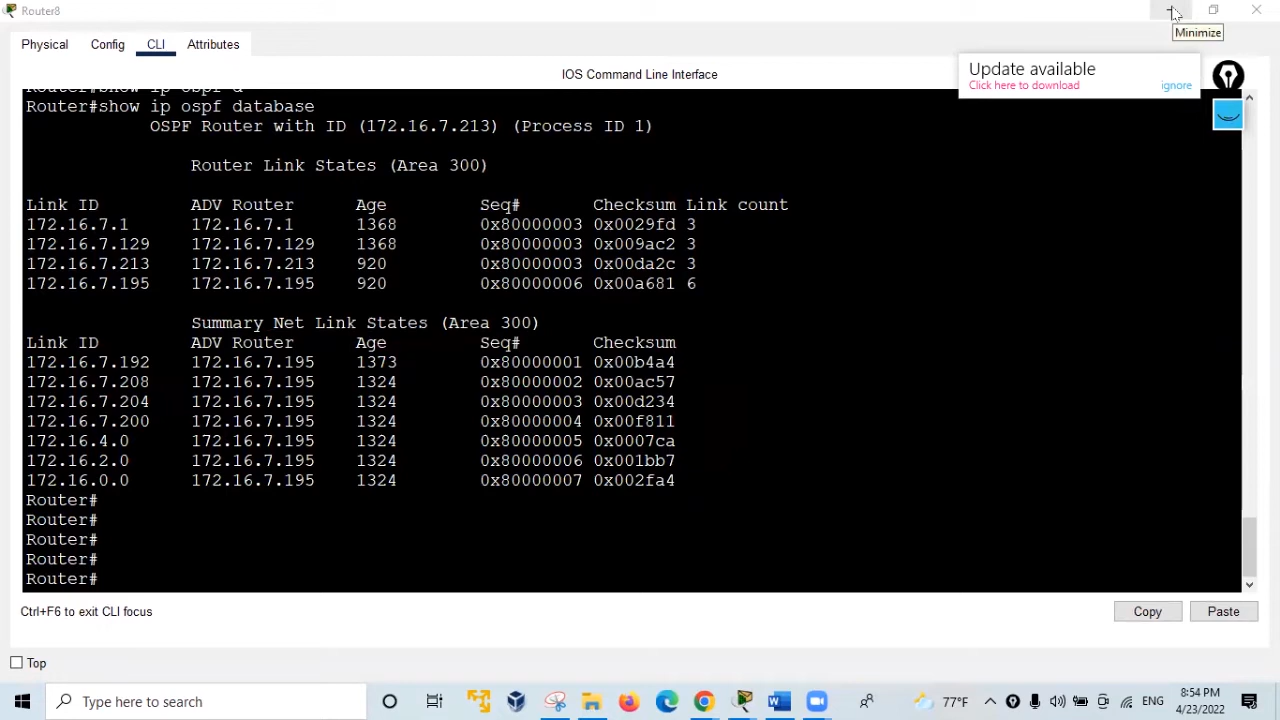 Router8
Minimize
Physical Config CLI Attributes
IOS Command Line Interface
Update available
Click here to download ignore
Router#show ip ospf d
Router#show ip ospf database
OSPF Router with ID (172.16.7.213) (Process ID 1)
Router Link States (Area 300)
Link ID ADV Router Age Seq# Checksum Link count
172.16.7.1 172.16.7.1 1368 0x80000003 0x0029fd 3
172.16.7.129 172.16.7.129 1368 0x80000003 0x009ac2 3
172.16.7.213 172.16.7.213 920 0x80000003 0x00da2c 3
172.16.7.195 172.16.7.195 920 0x80000006 0x00a681 6
Summary Net Link States (Area 300)
Link ID ADV Router Age Seq# Checksum
172.16.7.192 172.16.7.195 1373 0x80000001 0x00b4a4
172.16.7.208 172.16.7.195 1324 0x80000002 0x00ac57
172.16.7.204 172.16.7.195 1324 0x80000003 0x00d234
172.16.7.200 172.16.7.195 1324 0x80000004 0x00f811
172.16.4.0 172.16.7.195 1324 0x80000005 0x0007ca
172.16.2.0 172.16.7.195 1324 0x80000006 0x001bb7
172.16.0.0 172.16.7.195 1324 0x80000007 0x002fa4
Router#
Router#
Router#
Router#
Router#
Ctrl+F6 to exit CLI focus
Copy Paste
Top
Type here to search
77°F
ENG
8:54 PM
4/23/2022